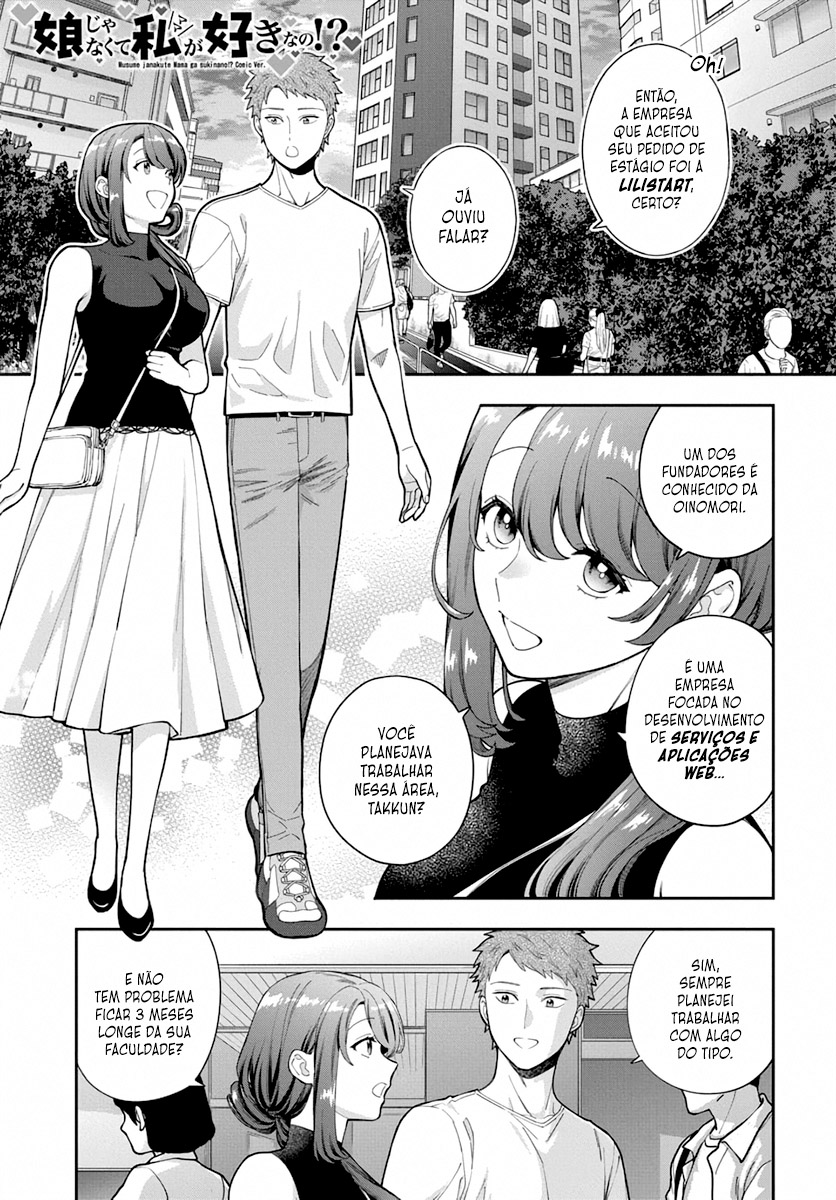 娘じゃなくて私が好きなの!?
ママ
Musume janakute Mama ga sukinano!? Comic Ver.
Oh!
ENTÃO,
A EMPRESA
QUE ACEITOU
SEU PEDIDO DE
ESTÁGIO FOI A
LILISTART,
CERTO?
JÁ
OUVIU
FALAR?
UM DOS
FUNDADORES É
CONHECIDO DA
OINOMORI.
É UMA
EMPRESA
FOCADA NO
DESENVOLVIMENTO
DE SERVIÇOS E
APLICAÇÕES
WEB...
VOCÊ
PLANEJAVA
TRABALHAR
NESSA ÁREA,
TAKKUN?
SIM,
SEMPRE
PLANEJEI
TRABALHAR
COM ALGO
DO TIPO.
E NÃO
TEM PROBLEMA
FICAR 3 MESES
LONGE DA SUA
FACULDADE?